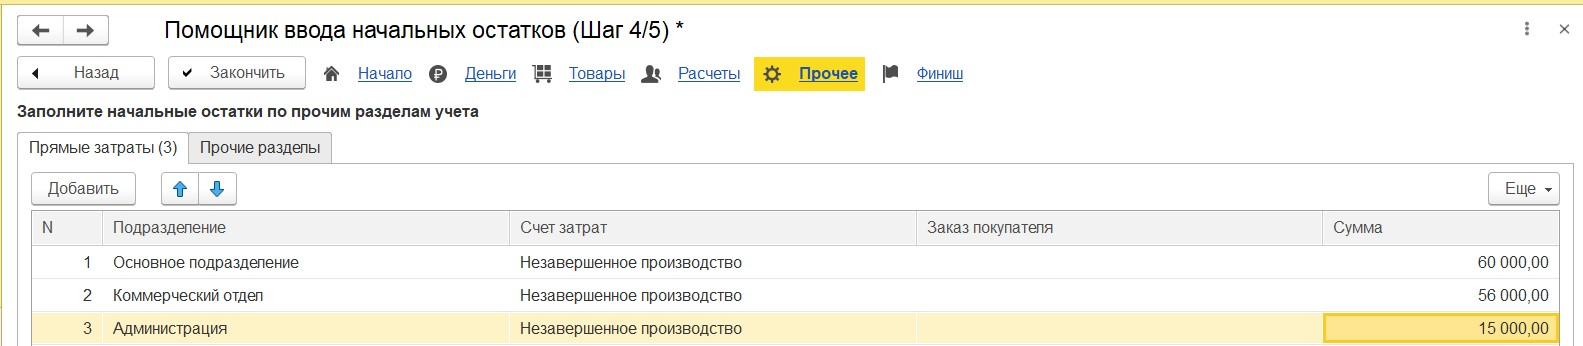 Помощник ввода начальных остатков (Шаг 4/5) *
Назад Закончить Начало Деньги Товары Расчеты Прочее Финиш
Заполните начальные остатки по прочим разделам учета
Прямые затраты (3) Прочие разделы
Добавить Еще
N Подразделение Счет затрат Заказ покупателя Сумма
1 Основное подразделение Незавершенное производство 60 000,00
2 Коммерческий отдел Незавершенное производство 56 000,00
3 Администрация Незавершенное производство 15 000,00